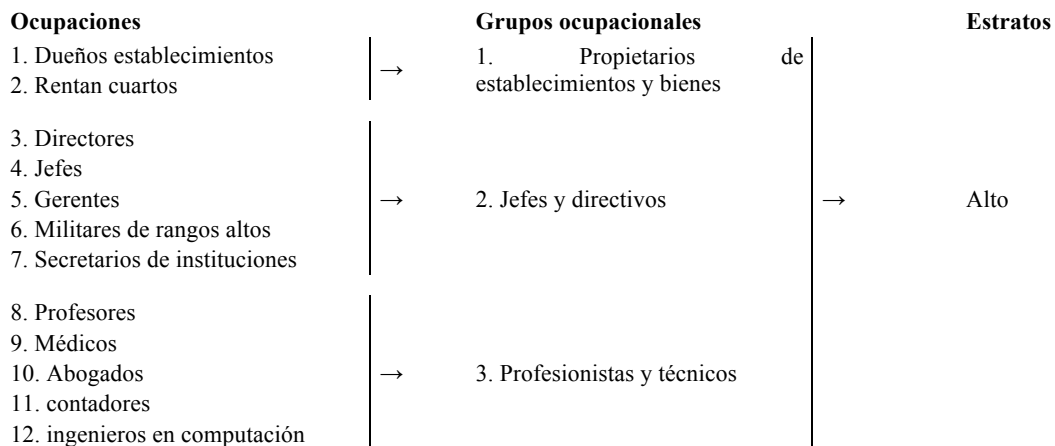 Ocupaciones Grupos ocupacionales Estratos
1. Dueños establecimientos
2. Rentan cuartos
→
1. Propietarios de
establecimientos y bienes
3. Directores
4. Jefes
5. Gerentes
6. Militares de rangos altos
7. Secretarios de instituciones
→
2. Jefes y directivos
→
Alto
8. Profesores
9. Médicos
10. Abogados
11. contadores
12. ingenieros en computación
→
3. Profesionistas y técnicos